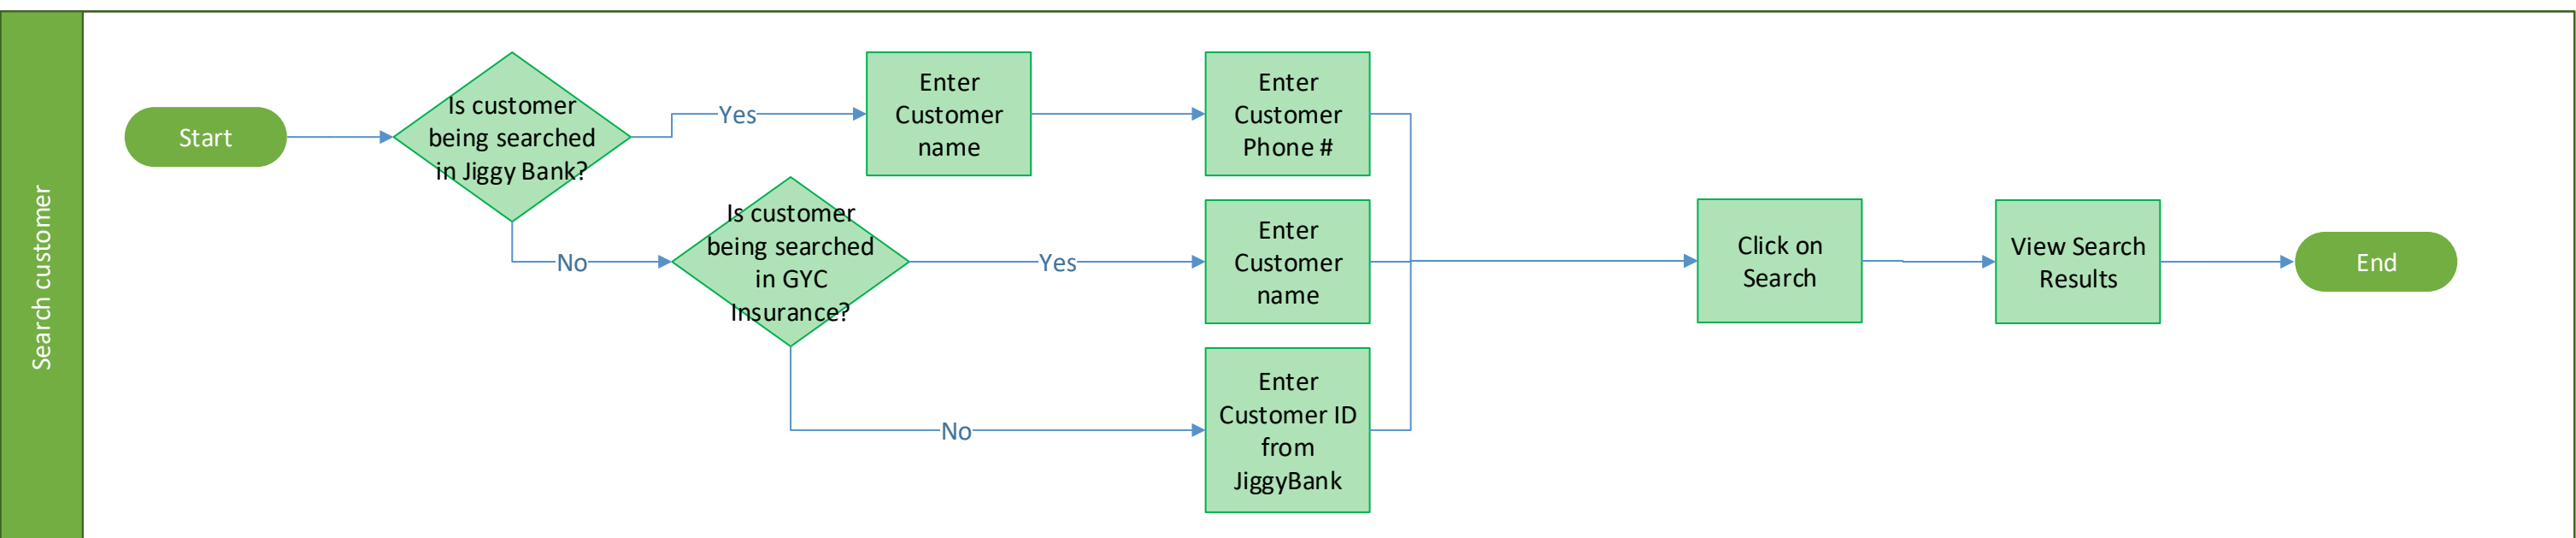 Search customer
Start
Is customer
being searched
in Jiggy Bank?
Yes
Enter
Customer
name
Enter
Customer
Phone #
No
Is customer
being searched
in GYC
Insurance?
Yes
Enter
Customer
name
No
Enter
Customer ID
from
JiggyBank
Click on
Search
View Search
Results
End